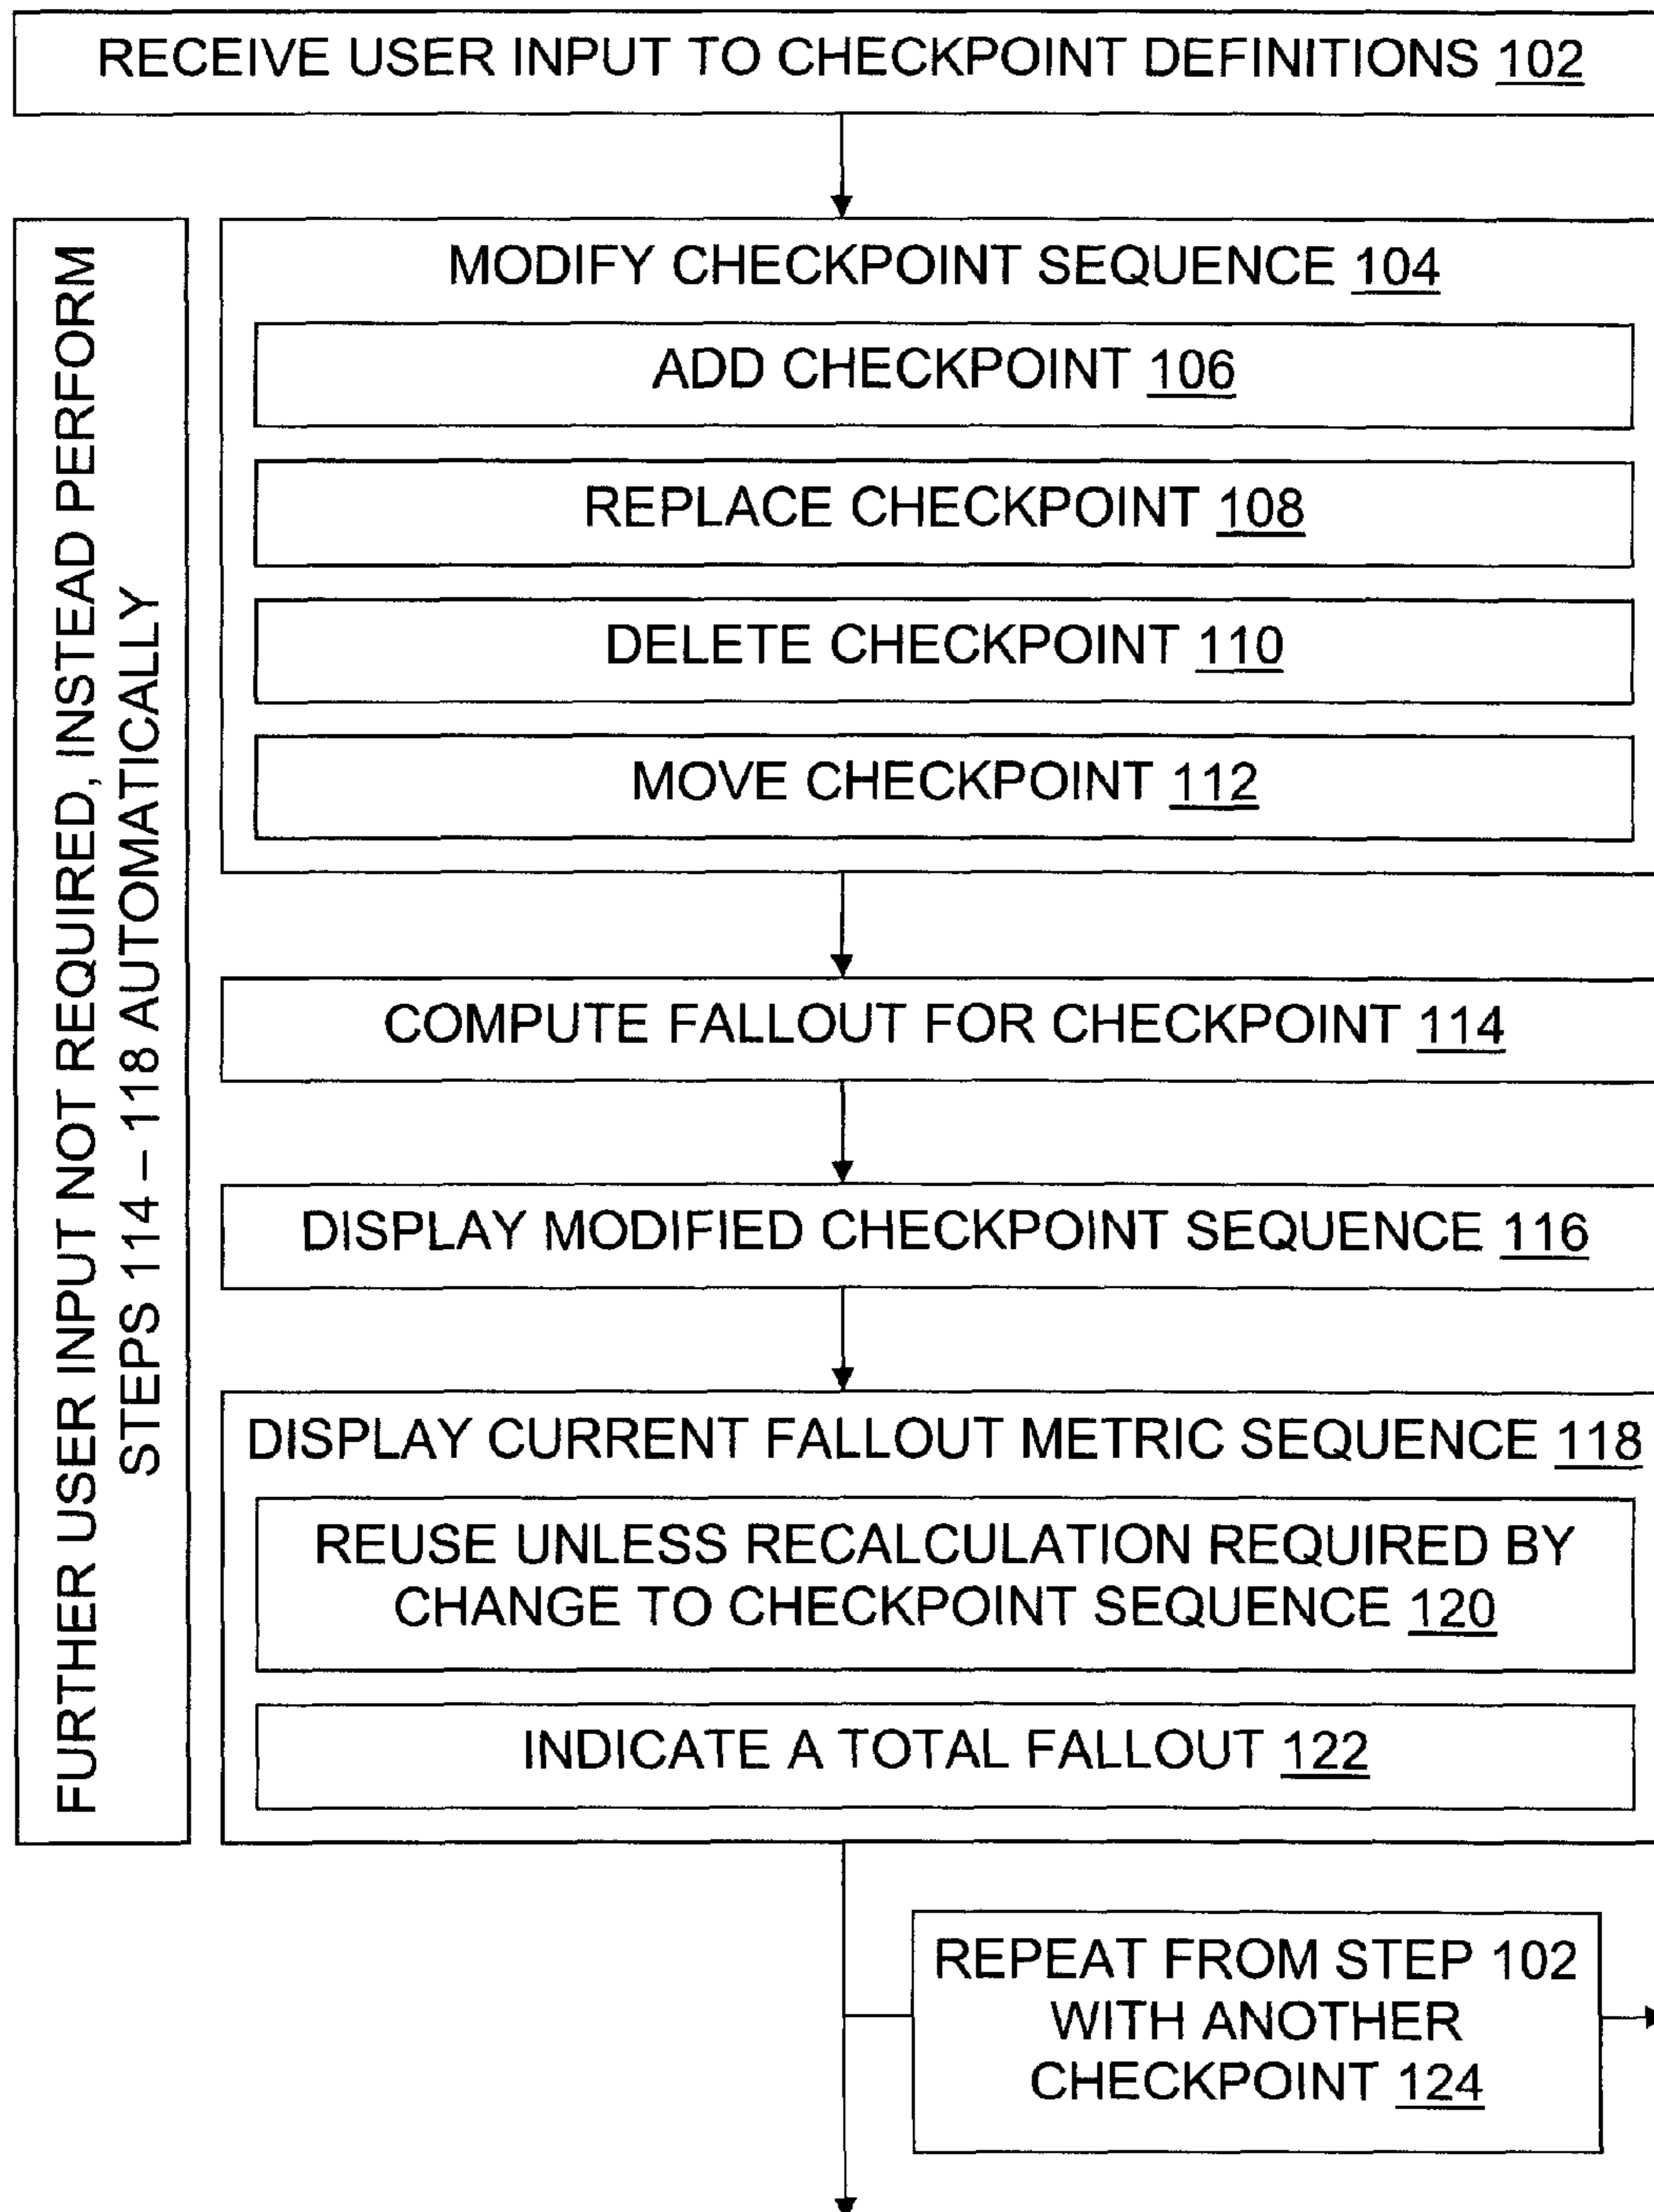 RECEIVE USER INPUT TO CHECKPOINT DEFINITIONS 102
FURTHER USER INPUT NOT REQUIRED, INSTEAD PERFORM
STEPS 114 – 118 AUTOMATICALLY
MODIFY CHECKPOINT SEQUENCE 104
ADD CHECKPOINT 106
REPLACE CHECKPOINT 108
DELETE CHECKPOINT 110
MOVE CHECKPOINT 112
COMPUTE FALLOUT FOR CHECKPOINT 114
DISPLAY MODIFIED CHECKPOINT SEQUENCE 116
DISPLAY CURRENT FALLOUT METRIC SEQUENCE 118
REUSE UNLESS RECALCULATION REQUIRED BY
CHANGE TO CHECKPOINT SEQUENCE 120
INDICATE A TOTAL FALLOUT 122
REPEAT FROM STEP 102
WITH ANOTHER
CHECKPOINT 124